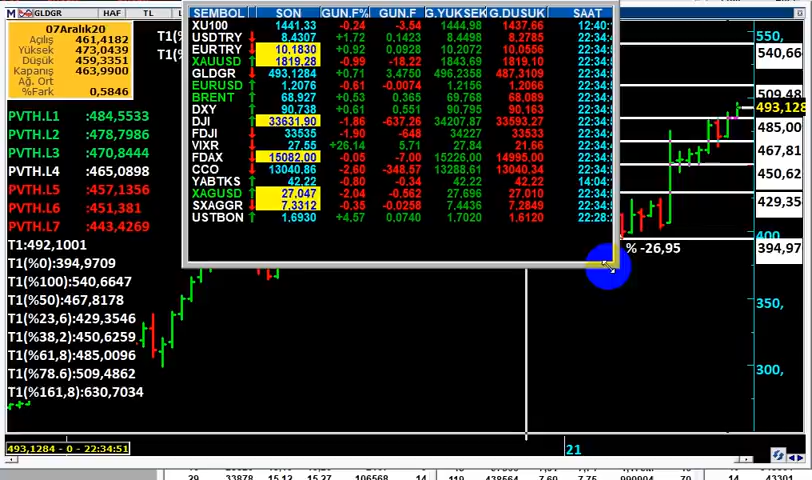 M GLDGR HAF TL
07Aralık20
Açılış 461,4182
Yüksek 473,0439
Düşük 459,3351
Kapanış 463,9900
Ağ. Ort
%Fark 0,5846
T1(%
T1(%
PVTH.L1 :484,5533
PVTH.L2 :478,7986
PVTH.L3 :470,8444
PVTH.L4 :465,0898
PVTH.L5 :457,1356
PVTH.L6 :451,381
PVTH.L7 :443,4269
T1:492,1001
T1(%0):394,9709
T1(%100):540,6647
T1(%50):467,8178
T1(%23,6):429,3546
T1(%38,2):450,6259
T1(%61,8):485,0096
T1(%78.6):509,4862
T1(%161,8):630,7034
SEMBOL SON GUN.F% GUN.F G.YUKSEK G.DUSUK SAAT
XU100 1441.33 -0.24 -3.54 1444.98 1437.66 12:40:
USDTRY 8.4307 +1.72 0.1423 8.4498 8.2785 22:34:
EURTRY 10.1830 +0.92 0.0928 10.2072 10.0556 22:34:
XAUUSD 1819.28 -0.99 -18.22 1843.69 1819.10 22:34:
GLDGR 493.1284 +0.71 3.4750 496.2358 487.3109 22:34:
EURUSD 1.2076 -0.61 -0.0074 1.2156 1.2066 22:34:
BRENT 68.927 +0.53 0.365 69.768 68.089 22:34:
DXY 90.738 +0.61 0.551 90.795 90.163 22:34:
DJI 33631.90 -1.86 -637.26 34207.87 33593.27 22:34:
FDJI 33535 -1.90 -648 34227 33535 22:34:
VIXR 27.55 +26.14 5.71 27.84 21.66 22:34:
FDAX 15082.00 -0.05 -7.00 15226.00 14995.00 22:34:
CCO 13040.86 -2.60 -348.57 13288.61 13040.34 22:34:
YABTKS 42.22 -0.80 -0.34 42.22 42.22 14:04:
XAGUSD 27.047 -2.04 -0.562 27.696 27.010 22:34:
SXAGGR 7.3312 -0.35 -0.0258 7.4436 7.2849 22:34:
USTBON 1.6930 +4.57 0.0740 1.7020 1.6120 22:28:
550,
540,66
509,48
493,128
485,00
467,81
450,62
429,35
400
394,97
350,
300,
% -26,95
493,1284 - 0 - 22:34:51
21